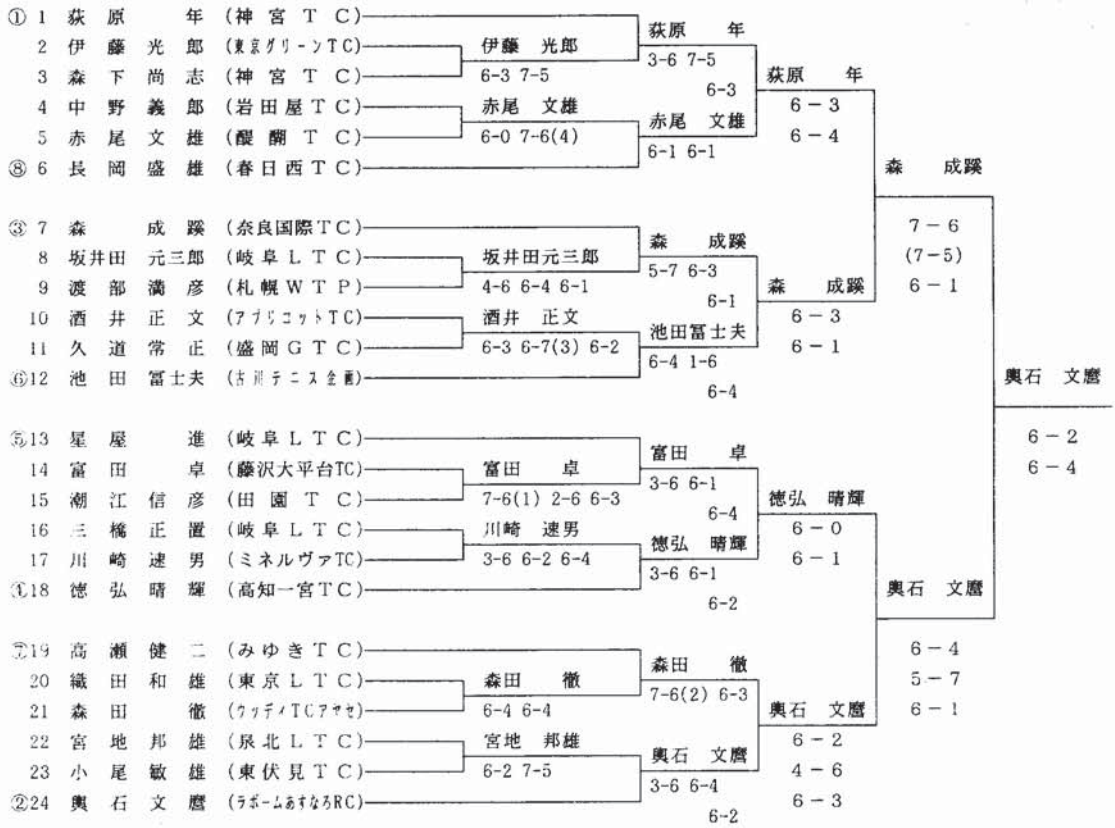 ① 1 荻原 年 (神宮TC)
2 伊藤光郎 (東京グリーンTC)
3 森下尚志 (神宮TC)
4 中野義郎 (岩田屋TC)
5 赤尾文雄 (醍醐TC)
⑧ 6 長岡盛雄 (春日西TC)
③ 7 森 成蹊 (奈良国際TC)
8 坂井田 元三郎 (岐阜LTC)
9 渡部満彦 (札幌WTP)
10 酒井正文 (アプリコットTC)
11 久道常正 (盛岡GTC)
⑥12 池田冨士夫 (古川テニス企画)
⑤13 星屋 進 (岐阜LTC)
14 富田 卓 (藤沢大平台TC)
15 潮江信彦 (田園TC)
16 三橋正置 (岐阜LTC)
17 川崎速男 (ミネルヴァTC)
④18 徳弘晴輝 (高知一宮TC)
⑦19 高瀬健二 (みゆきTC)
20 織田和雄 (東京LTC)
21 森田 徹 (ウッディTCアヤセ)
22 宮地邦雄 (泉北LTC)
23 小尾敏雄 (東伏見TC)
②24 輿石文麿 (ラボームあすなろRC)
伊藤 光郎
6-3 7-5
赤尾 文雄
6-0 7-6(4)
坂井田元三郎
4-6 6-4 6-1
酒井 正文
6-3 6-7(3) 6-2
富田 卓
7-6(1) 2-6 6-3
川崎 速男
3-6 6-2 6-4
森田 徹
6-4 6-4
宮地 邦雄
6-2 7-5
荻原 年
3-6 7-5
6-3
赤尾 文雄
6-1 6-1
森 成蹊
5-7 6-3
6-1
池田冨士夫
6-4 1-6
6-4
富田 卓
3-6 6-1
6-4
徳弘 晴輝
3-6 6-1
6-2
森田 徹
7-6(2) 6-3
輿石 文麿
3-6 6-4
6-2
荻原 年
6-3
6-4
森 成蹊
6-3
6-1
徳弘 晴輝
6-0
6-1
輿石 文麿
6-2
4-6
6-3
森 成蹊
7-6
(7-5)
6-1
輿石 文麿
6-4
5-7
6-1
輿石 文麿
6-2
6-4